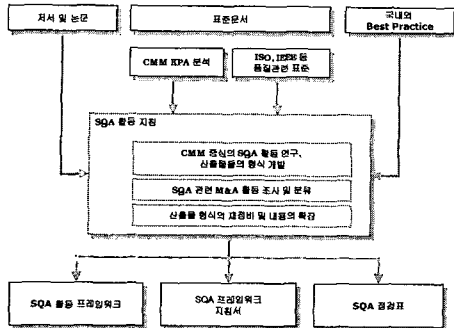 저서 및 논문
표준문서
국내외
Best Practice
CMM KPA 분석
ISO, IEEE 등
품질관련 표준
SQA 활동 지침
CMM 중심의 SQA 활동 연구,
산출물들의 형식 개발
SQA 관련 M&A 활동 조사 및 분류
산출물 형식의 재정비 및 내용의 확장
SQA 활동 프레임워크
SQA 프레임워크
지침서
SQA 점검표